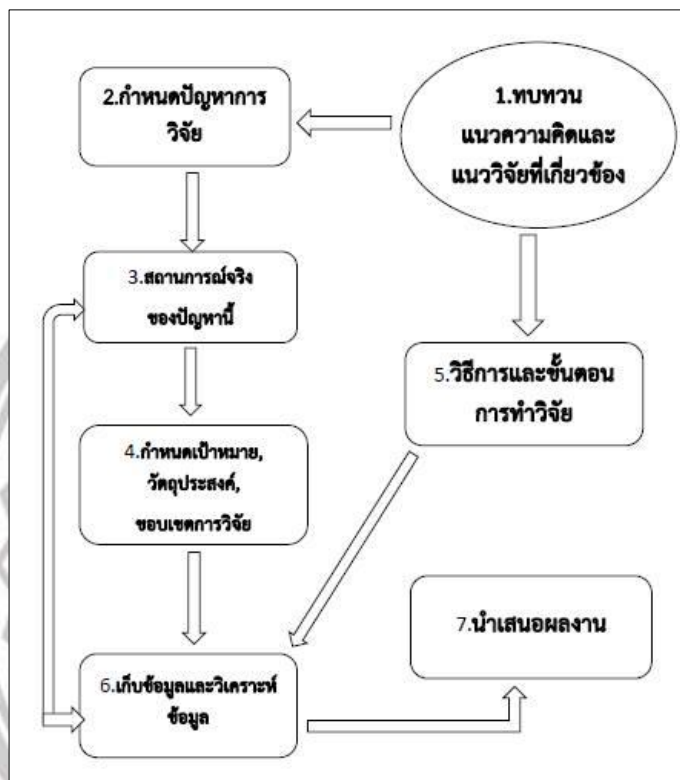 1.ทบทวน
แนวความคิดและ
แนววิจัยที่เกี่ยวข้อง
2.กำหนดปัญหาการ
วิจัย
3.สถานการณ์จริง
ของปัญหานี้
4.กำหนดเป้าหมาย,
วัตถุประสงค์,
ขอบเขตการวิจัย
5.วิธีการและขั้นตอน
การทำวิจัย
6.เก็บข้อมูลและวิเคราะห์
ข้อมูล
7.นำเสนอผลงาน